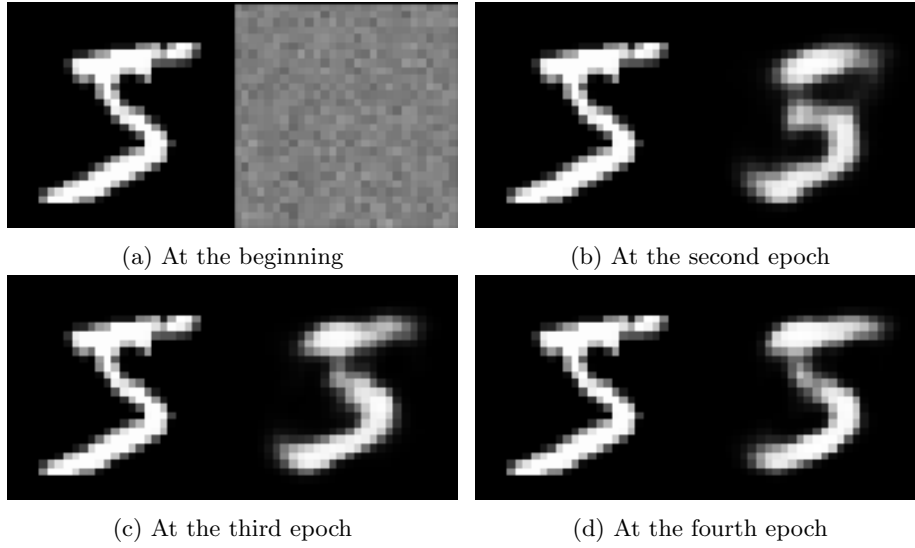 (a) At the beginning
(b) At the second epoch
(c) At the third epoch
(d) At the fourth epoch